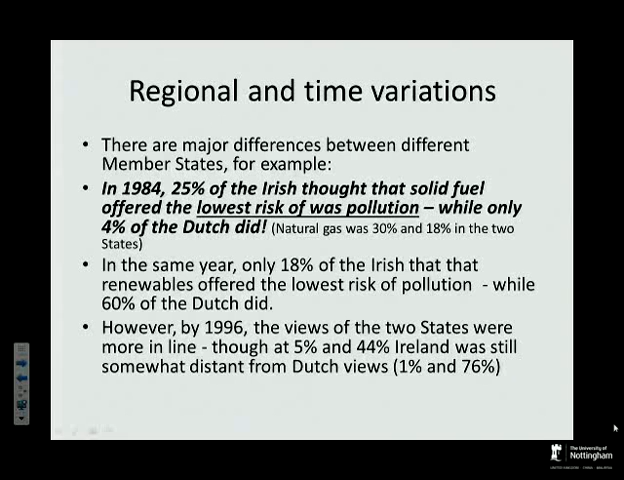 Regional and time variations
• There are major differences between different
Member States, for example:
• In 1984, 25% of the Irish thought that solid fuel
offered the lowest risk of was pollution – while only
4% of the Dutch did! (Natural gas was 30% and 18% in the two
States)
• In the same year, only 18% of the Irish that that
renewables offered the lowest risk of pollution - while
60% of the Dutch did.
• However, by 1996, the views of the two States were
more in line - though at 5% and 44% Ireland was still
somewhat distant from Dutch views (1% and 76%)
The University of
Nottingham